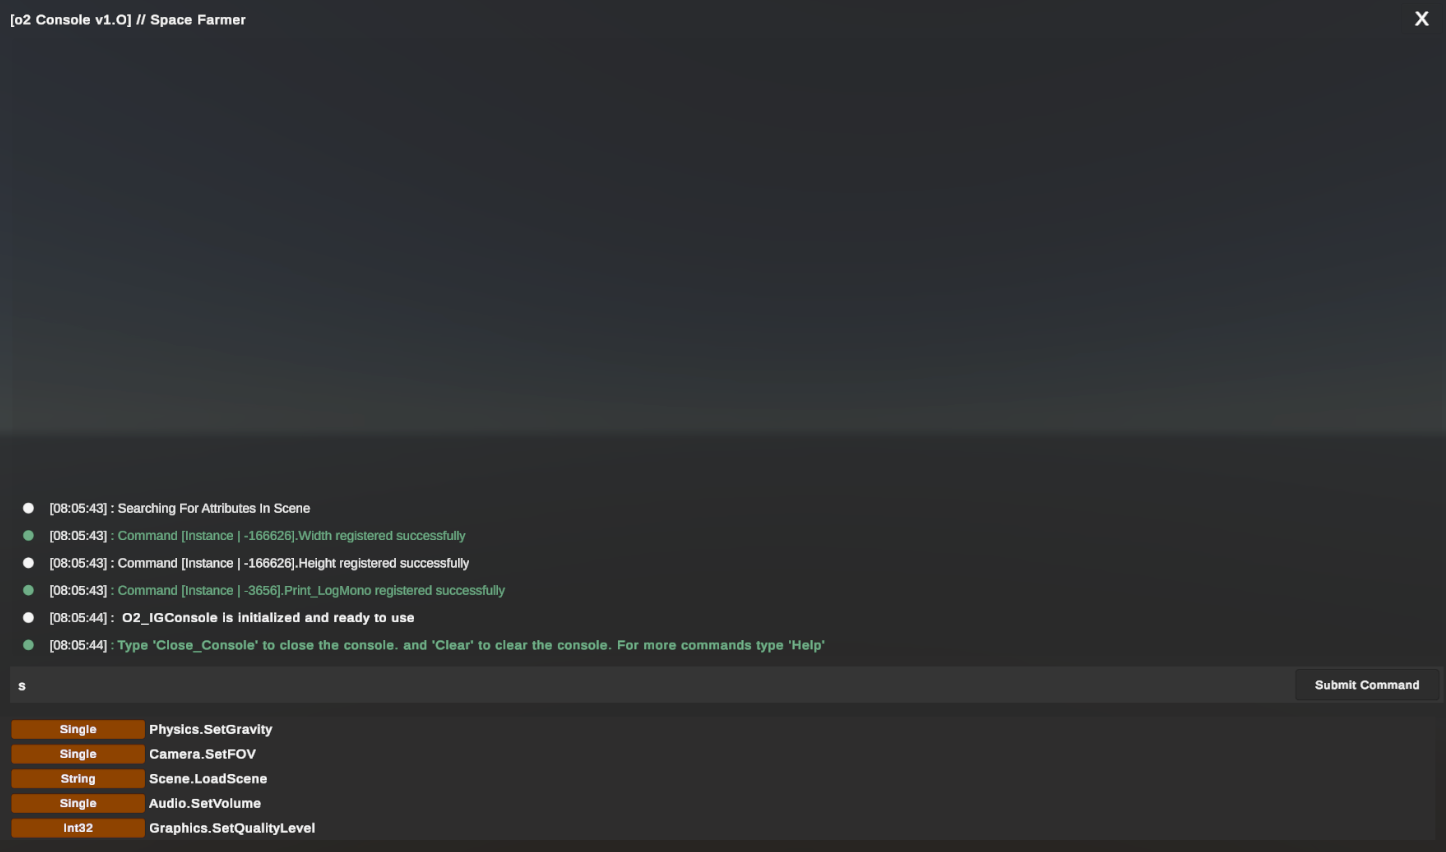 [o2 Console v1.O] // Space Farmer X
[08:05:43] : Searching For Attributes In Scene
[08:05:43] : Command [Instance | -166626].Width registered successfully
[08:05:43] : Command [Instance | -166626].Height registered successfully
[08:05:43] : Command [Instance | -3656].Print_LogMono registered successfully
[08:05:44] : O2_IGConsole is initialized and ready to use
[08:05:44] : Type 'Close_Console' to close the console. and 'Clear' to clear the console. For more commands type 'Help'
s Submit Command
Single Physics.SetGravity
Single Camera.SetFOV
String Scene.LoadScene
Single Audio.SetVolume
Int32 Graphics.SetQualityLevel